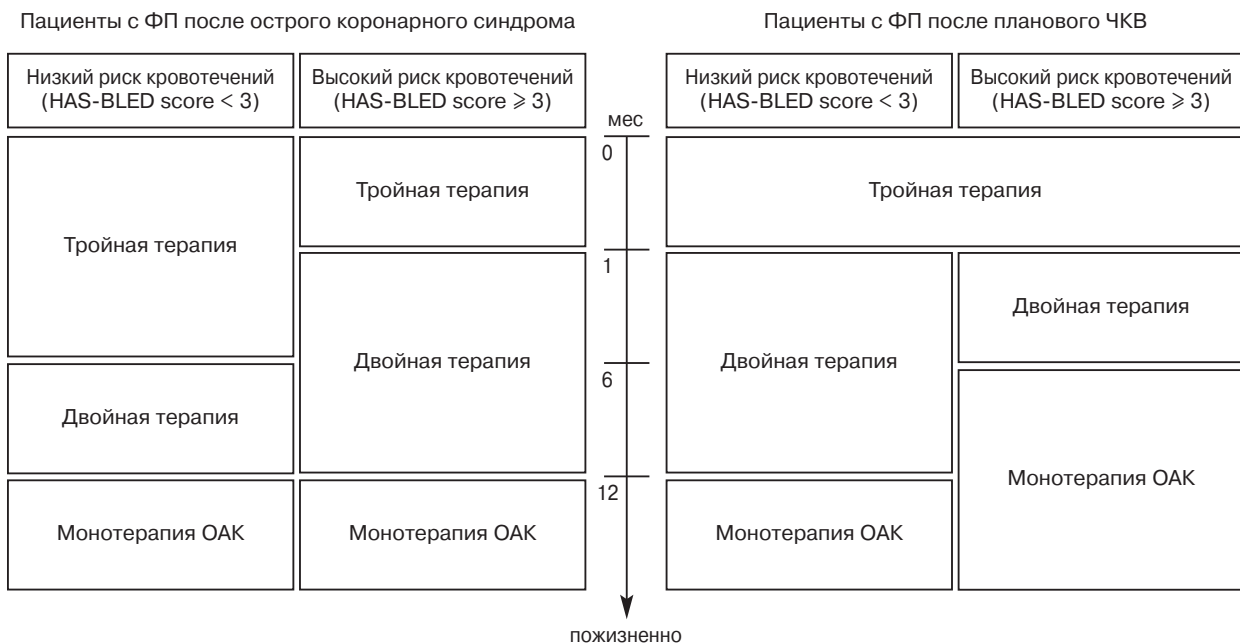 Пациенты с ФП после острого коронарного синдрома
Низкий риск кровотечений
(HAS-BLED score < 3)
Высокий риск кровотечений
(HAS-BLED score ⩾ 3)
Тройная терапия
Тройная терапия
Двойная терапия
Двойная терапия
Монотерапия ОАК
Монотерапия ОАК
мес
0
1
6
12
пожизненно
Пациенты с ФП после планового ЧКВ
Низкий риск кровотечений
(HAS-BLED score < 3)
Высокий риск кровотечений
(HAS-BLED score ⩾ 3)
Тройная терапия
Двойная терапия
Двойная терапия
Монотерапия ОАК
Монотерапия ОАК